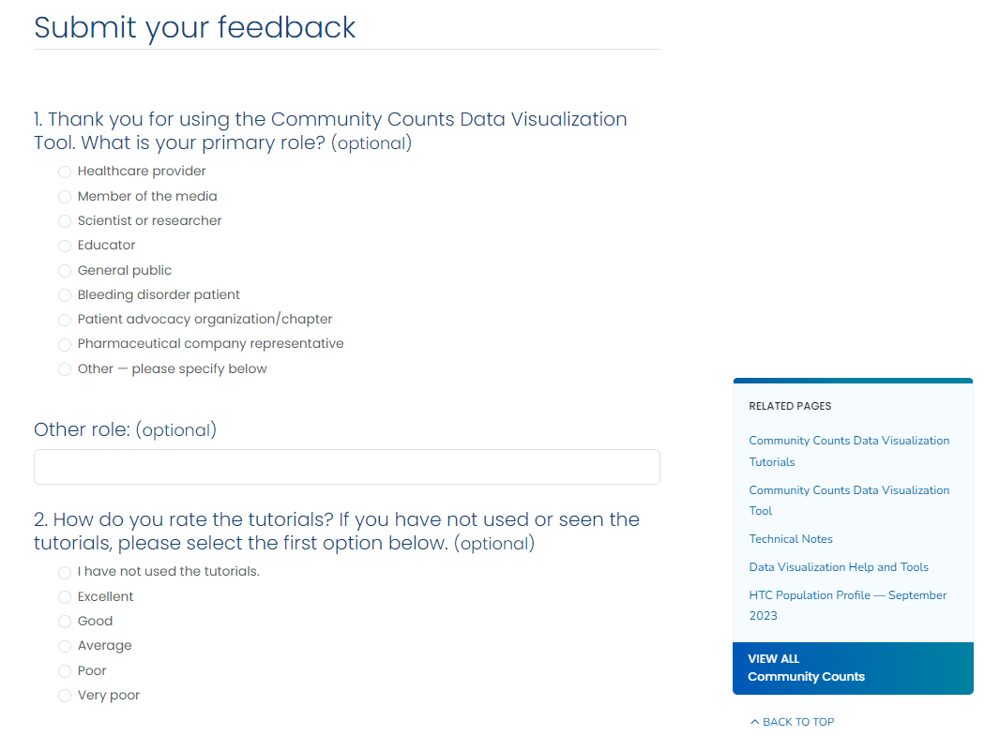 Submit your feedback
1. Thank you for using the Community Counts Data Visualization
Tool. What is your primary role? (optional)
Healthcare provider
Member of the media
Scientist or researcher
Educator
General public
Bleeding disorder patient
Patient advocacy organization/chapter
Pharmaceutical company representative
Other — please specify below
Other role: (optional)
2. How do you rate the tutorials? If you have not used or seen the
tutorials, please select the first option below. (optional)
I have not used the tutorials.
Excellent
Good
Average
Poor
Very poor
RELATED PAGES
Community Counts Data Visualization
Tutorials
Community Counts Data Visualization
Tool
Technical Notes
Data Visualization Help and Tools
HTC Population Profile — September
2023
VIEW ALL
Community Counts
BACK TO TOP